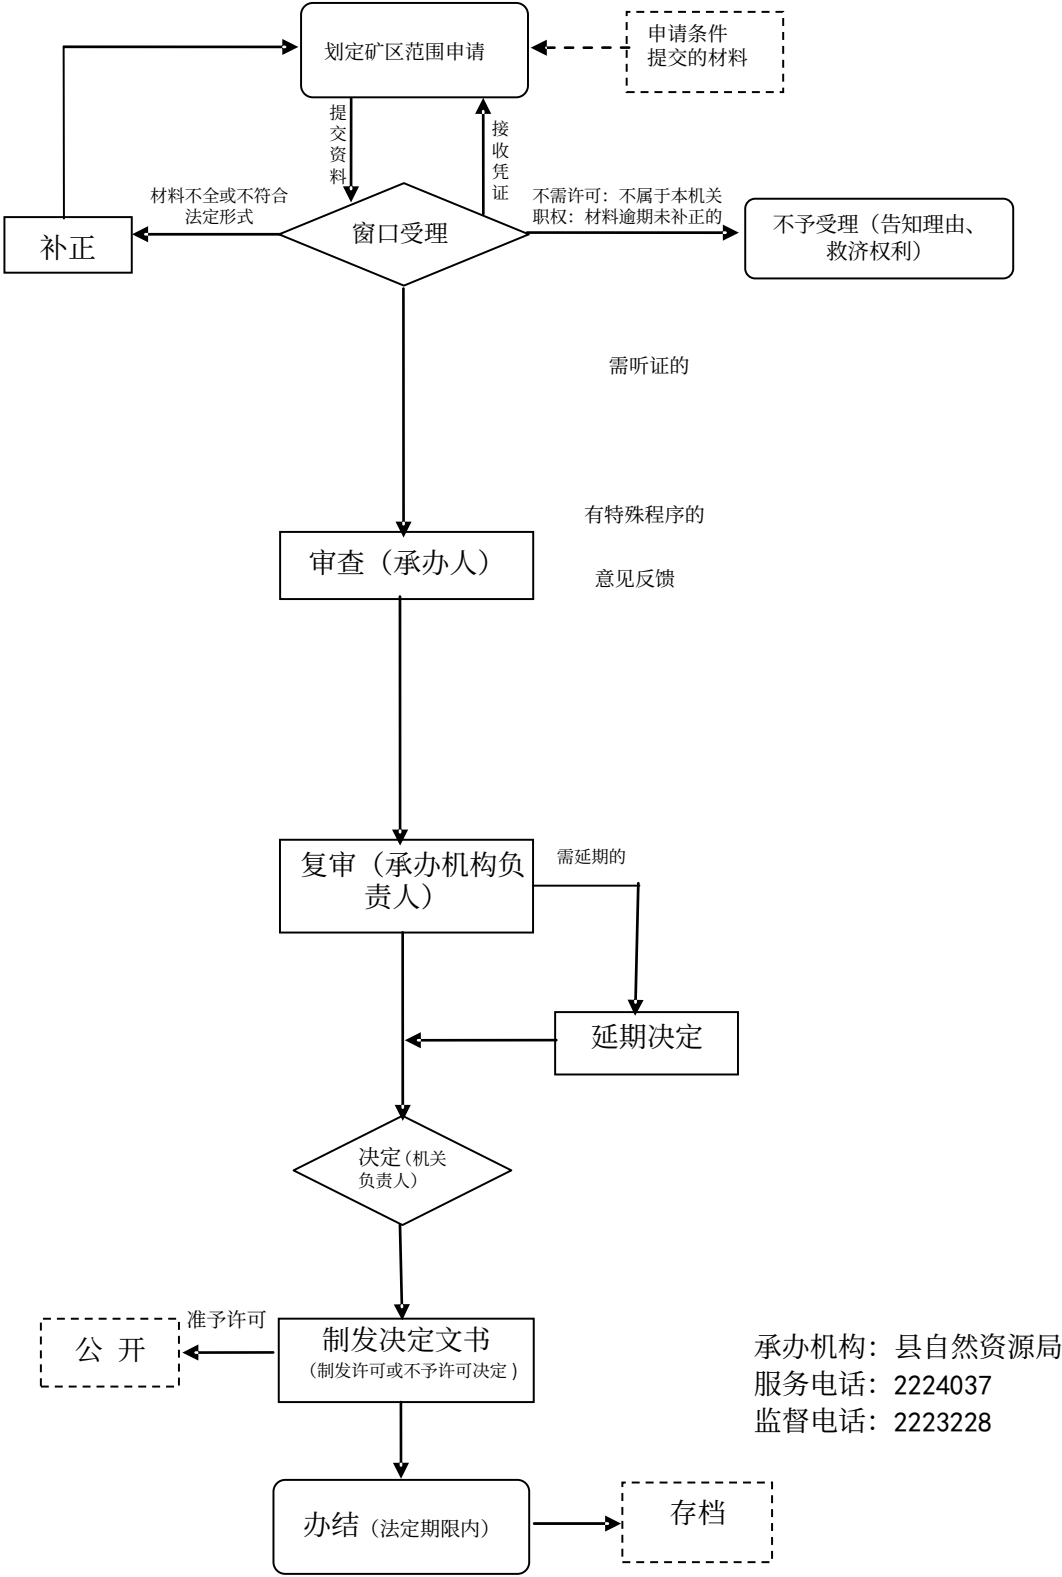 划定矿区范围申请
申请条件
提交的材料
提交资料
接收凭证
材料不全或不符合
法定形式
不需许可：不属于本机关
职权：材料逾期未补正的
补正
窗口受理
不予受理（告知理由、
救济权利）
需听证的
有特殊程序的
审查（承办人）
意见反馈
复审（承办机构负
责人）
需延期的
延期决定
决定(机关
负责人）
准予许可
公 开
制发决定文书
（制发许可或不予许可决定 )
承办机构：县自然资源局
服务电话：2224037
监督电话：2223228
办结（法定期限内）
存档